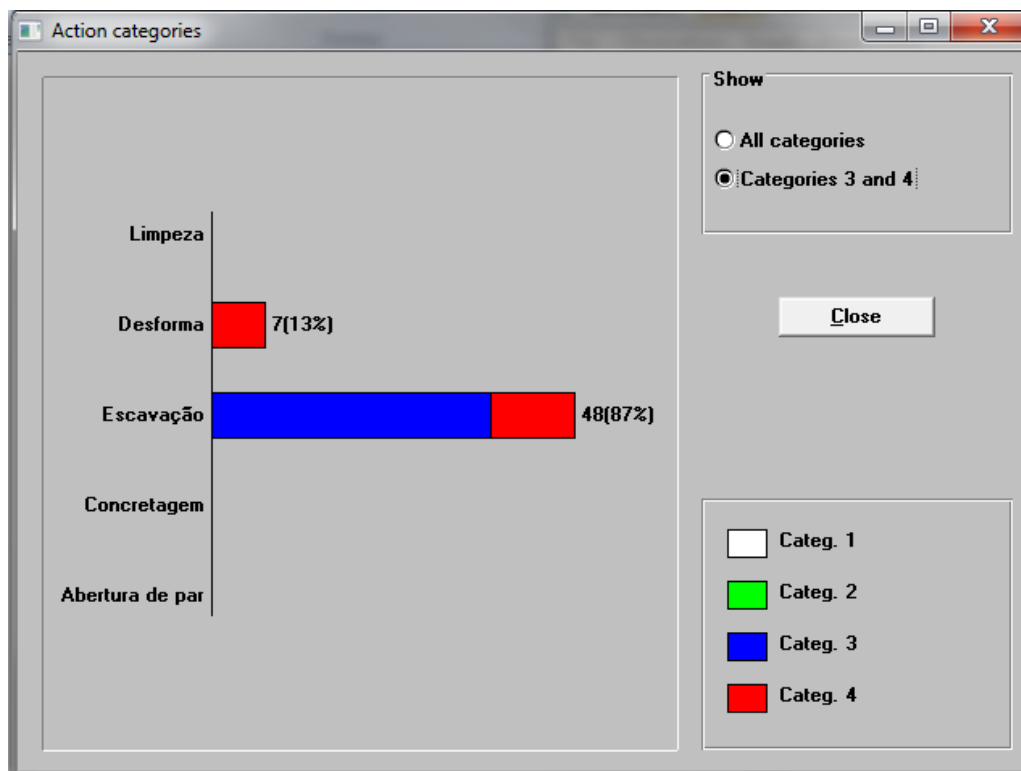 Action categories
Show
All categories
Categories 3 and 4
Limpeza
Desforma
7(13%)
Escavação
48(87%)
Concretagem
Abertura de par
Close
Categ. 1
Categ. 2
Categ. 3
Categ. 4